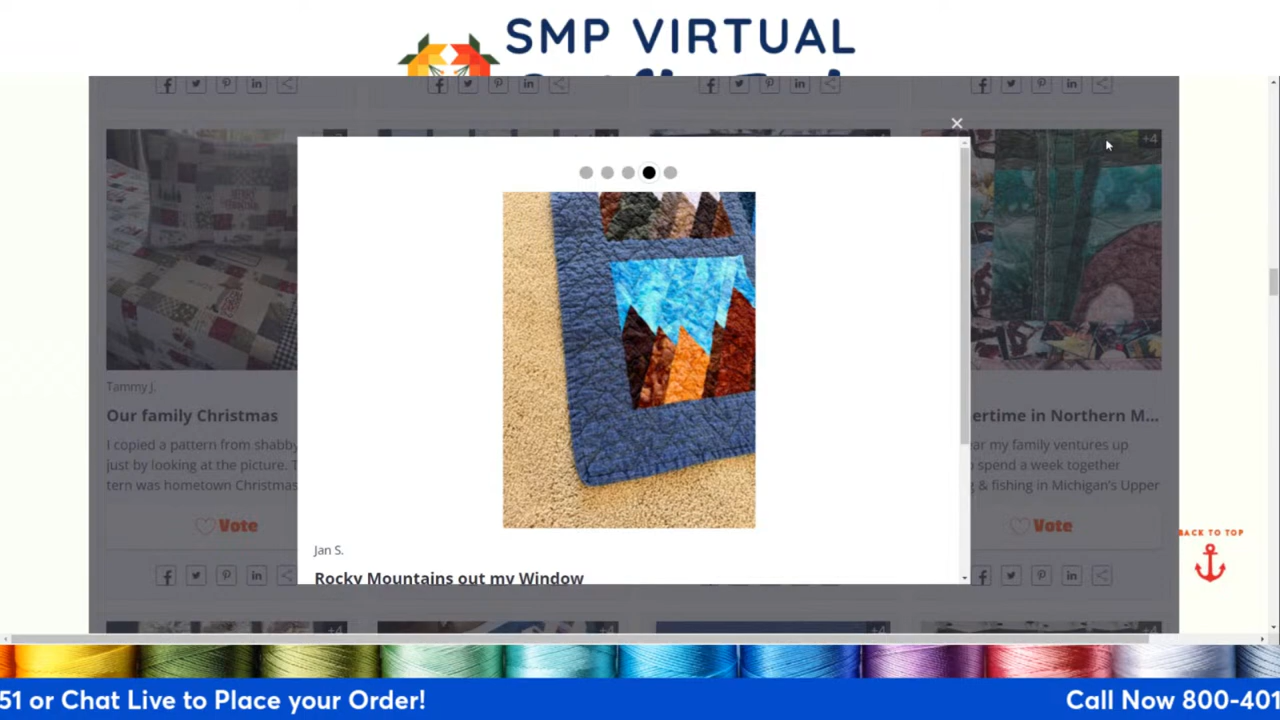 SMP VIRTUAL
+4
Tammy J.
Our family Christmas
I copied a pattern from shabby
just by looking at the picture. T
tern was hometown Christmas
Vote
Jan S.
Rocky Mountains out my Window
ertime in Northern M...
ar my family ventures up
spend a week together
& fishing in Michigan's Upper
Vote
BACK TO TOP
+4
+4
51 or Chat Live to Place your Order!
Call Now 800-401